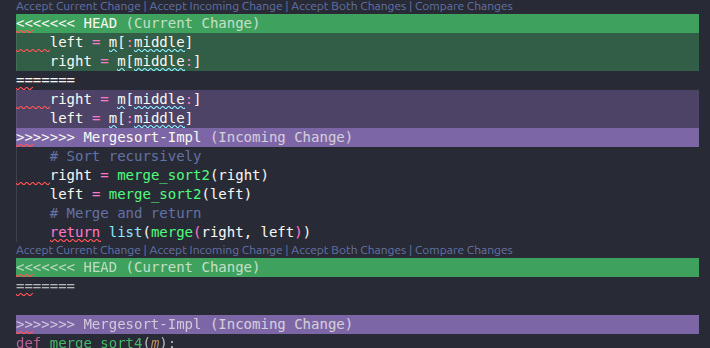 Accept Current Change | Accept Incoming Change | Accept Both Changes | Compare Changes
<<<<<<< HEAD (Current Change)
    left = m[:middle]
    right = m[middle:]
=======
    right = m[middle:]
    left = m[:middle]
>>>>>>> Mergesort-Impl (Incoming Change)
    # Sort recursively
    right = merge_sort2(right)
    left = merge_sort2(left)
    # Merge and return
    return list(merge(right, left))
Accept Current Change | Accept Incoming Change | Accept Both Changes | Compare Changes
<<<<<<< HEAD (Current Change)
=======
>>>>>>> Mergesort-Impl (Incoming Change)
def merge_sort4(m):